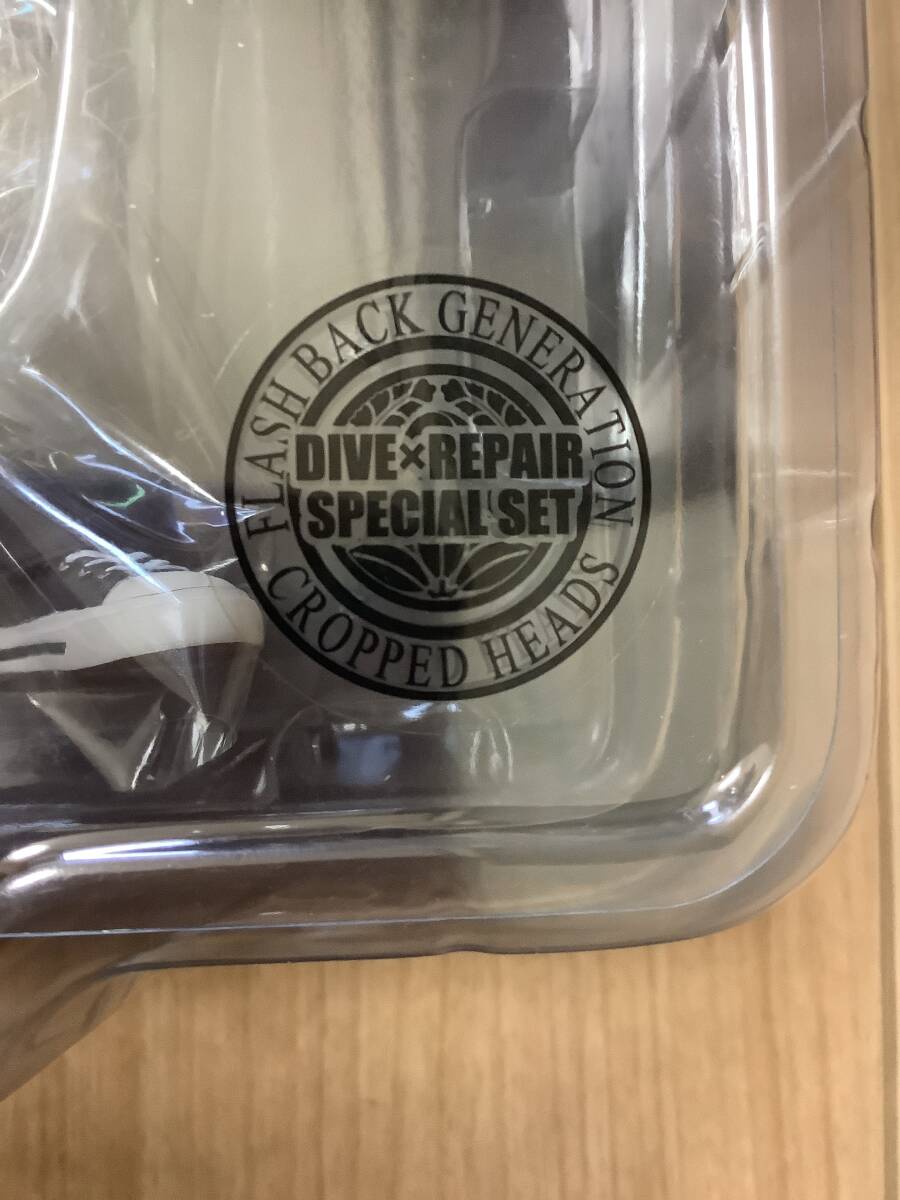 FLASH BACK GENERATION
DIVE×REPAIR
SPECIAL SET
CROPPED HEADS